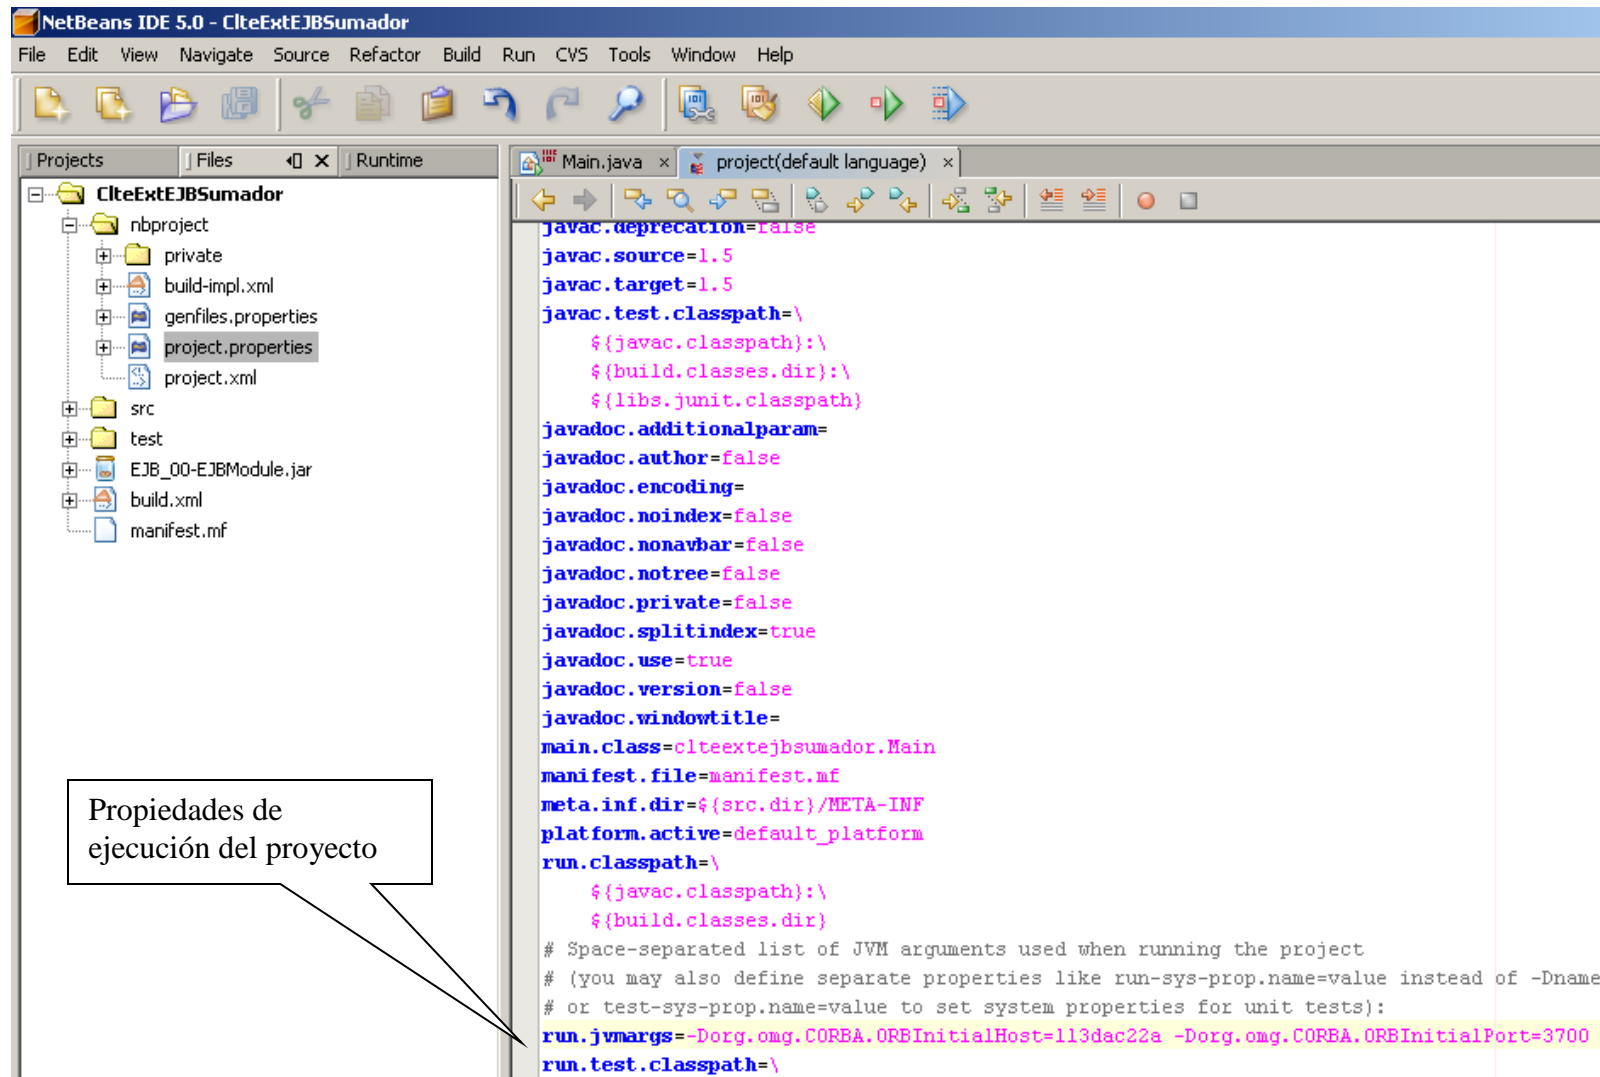 NetBeans IDE 5.0 - ClteExtEJBSumador
File Edit View Navigate Source Refactor Build Run CVS Tools Window Help
Projects Files Runtime
Main.java project(default language)
ClteExtEJBSumador
nbproject
private
build-impl.xml
genfiles.properties
project.properties
project.xml
src
test
EJB_00-EJBModule.jar
build.xml
manifest.mf
javac.deprecation=false
javac.source=1.5
javac.target=1.5
javac.test.classpath=\
${javac.classpath}:\
${build.classes.dir}:\
${libs.junit.classpath}
javadoc.additionalparam=
javadoc.author=false
javadoc.encoding=
javadoc.noindex=false
javadoc.nonavbar=false
javadoc.notree=false
javadoc.private=false
javadoc.splitindex=true
javadoc.use=true
javadoc.version=false
javadoc.windowtitle=
main.class=clteextejbsumador.Main
manifest.file=manifest.mf
meta.inf.dir=${src.dir}/META-INF
platform.active=default_platform
run.classpath=\
${javac.classpath}:\
${build.classes.dir}
# Space-separated list of JVM arguments used when running the project
# (you may also define separate properties like run-sys-prop.name=value instead of -Dname
# or test-sys-prop.name=value to set system properties for unit tests):
run.jvmargs=-Dorg.omg.CORBA.ORBInitialHost=ll3dac22a -Dorg.omg.CORBA.ORBInitialPort=3700
run.test.classpath=\
Propiedades de
ejecución del proyecto